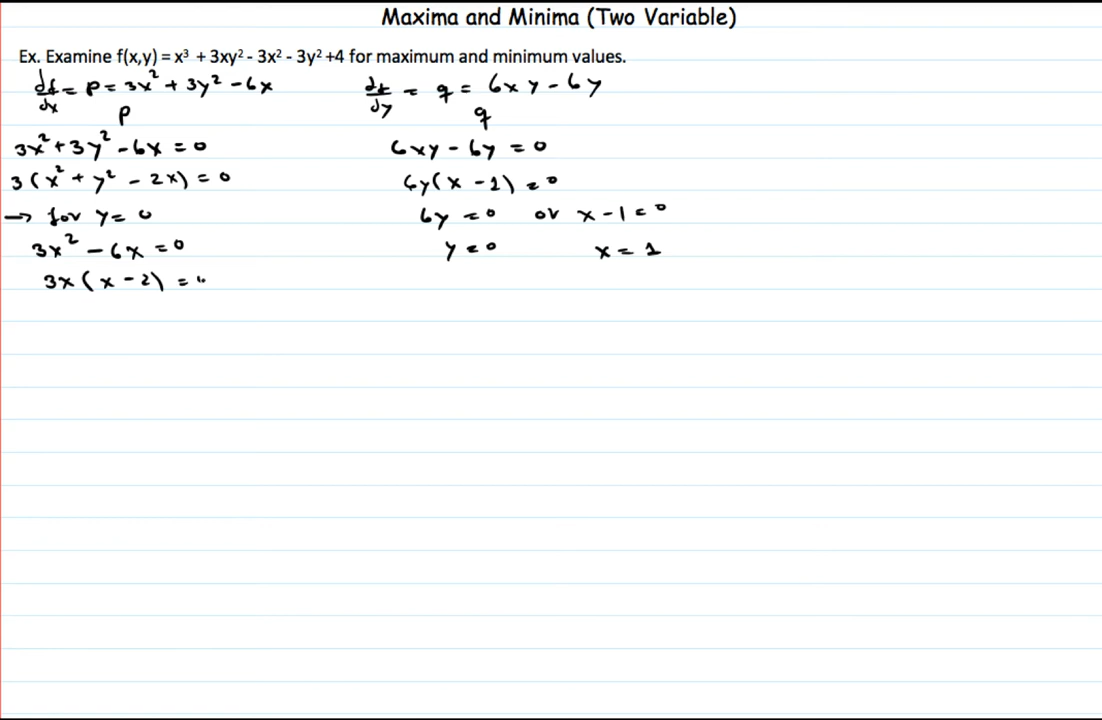 Maxima and Minima (Two Variable)
Ex. Examine f(x,y) = x³ + 3xy² - 3x² - 3y² +4 for maximum and minimum values.
df/dx = p = 3x² + 3y² - 6x
df/dy = q = 6xy - 6y
p
q
3x² + 3y² - 6x = 0
6xy - 6y = 0
3(x² + y² - 2x) = 0
6y(x - 1) = 0
→ for y = 0
6y = 0 or x - 1 = 0
3x² - 6x = 0
y = 0 x = 1
3x(x - 2) =